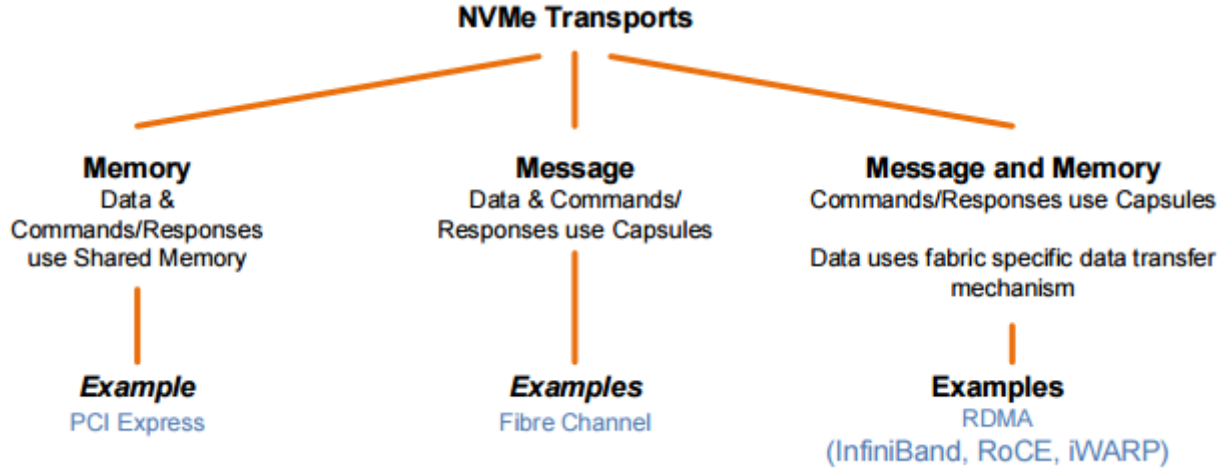 NVMe Transports
Memory
Data &
Commands/Responses
use Shared Memory
Example
PCI Express
Message
Data & Commands/
Responses use Capsules
Examples
Fibre Channel
Message and Memory
Commands/Responses use Capsules
Data uses fabric specific data transfer
mechanism
Examples
RDMA
(InfiniBand, RoCE, iWARP)